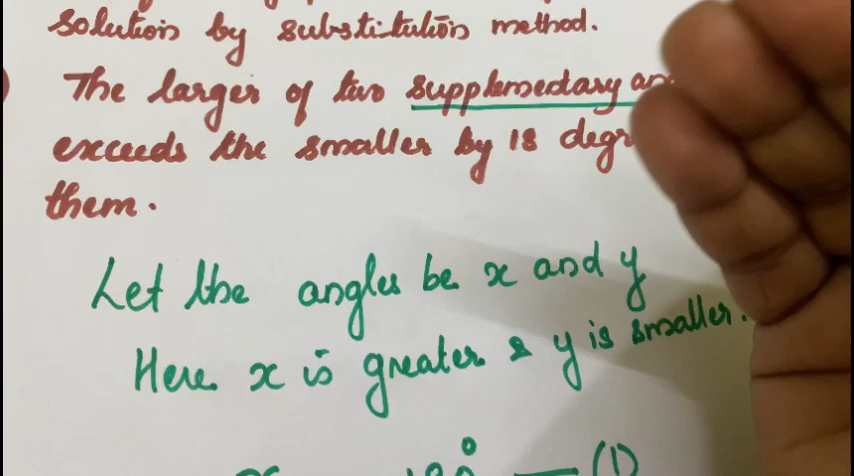 solution by substitution method.
The larger of two supplementary
exceeds the smaller by 18
them.
Let the angles be x and y
Here x is greater & y is smaller.
(1)